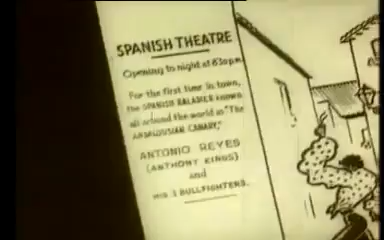 SPANISH THEATRE
Opening to night at 8.30 p.m.
For the first time in town,
the SPANISH BALADEER known
all around the world as "The
ANDALOUSIAN CANARY,"
ANTONIO REYES
(ANTHONY KINGS)
and
HIS 3 BULLFIGHTERS.